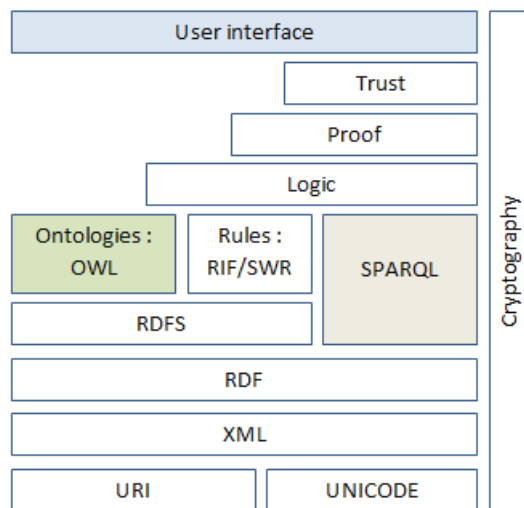 User interface
Trust
Proof
Logic
Ontologies :
OWL
Rules :
RIF/SWR
SPARQL
RDFS
RDF
XML
URI
UNICODE
Cryptography